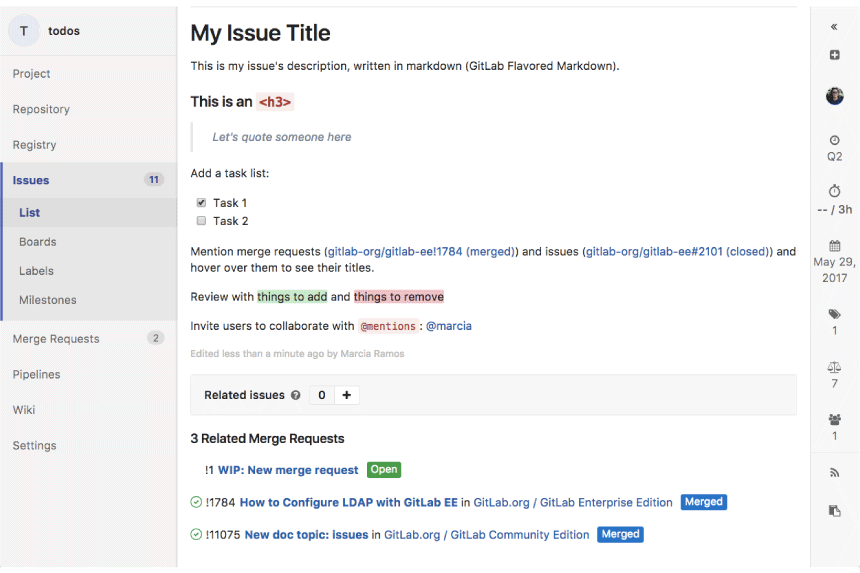 T todos
Project
Repository
Registry
Issues 11
List
Boards
Labels
Milestones
Merge Requests 2
Pipelines
Wiki
Settings
My Issue Title
This is my issue's description, written in markdown (GitLab Flavored Markdown).
This is an <h3>
Let's quote someone here
Add a task list:
Task 1
Task 2
Mention merge requests (gitlab-org/gitlab-ee!1784 (merged)) and issues (gitlab-org/gitlab-ee#2101 (closed)) and
hover over them to see their titles.
Review with things to add and things to remove
Invite users to collaborate with @mentions: @marcia
Edited less than a minute ago by Marcia Ramos
Related issues ? 0 +
3 Related Merge Requests
!1 WIP: New merge request Open
!1784 How to Configure LDAP with GitLab EE in GitLab.org / GitLab Enterprise Edition Merged
!11075 New doc topic: issues in GitLab.org / GitLab Community Edition Merged
«
Q2
-- / 3h
May 29,
2017
1
7
1